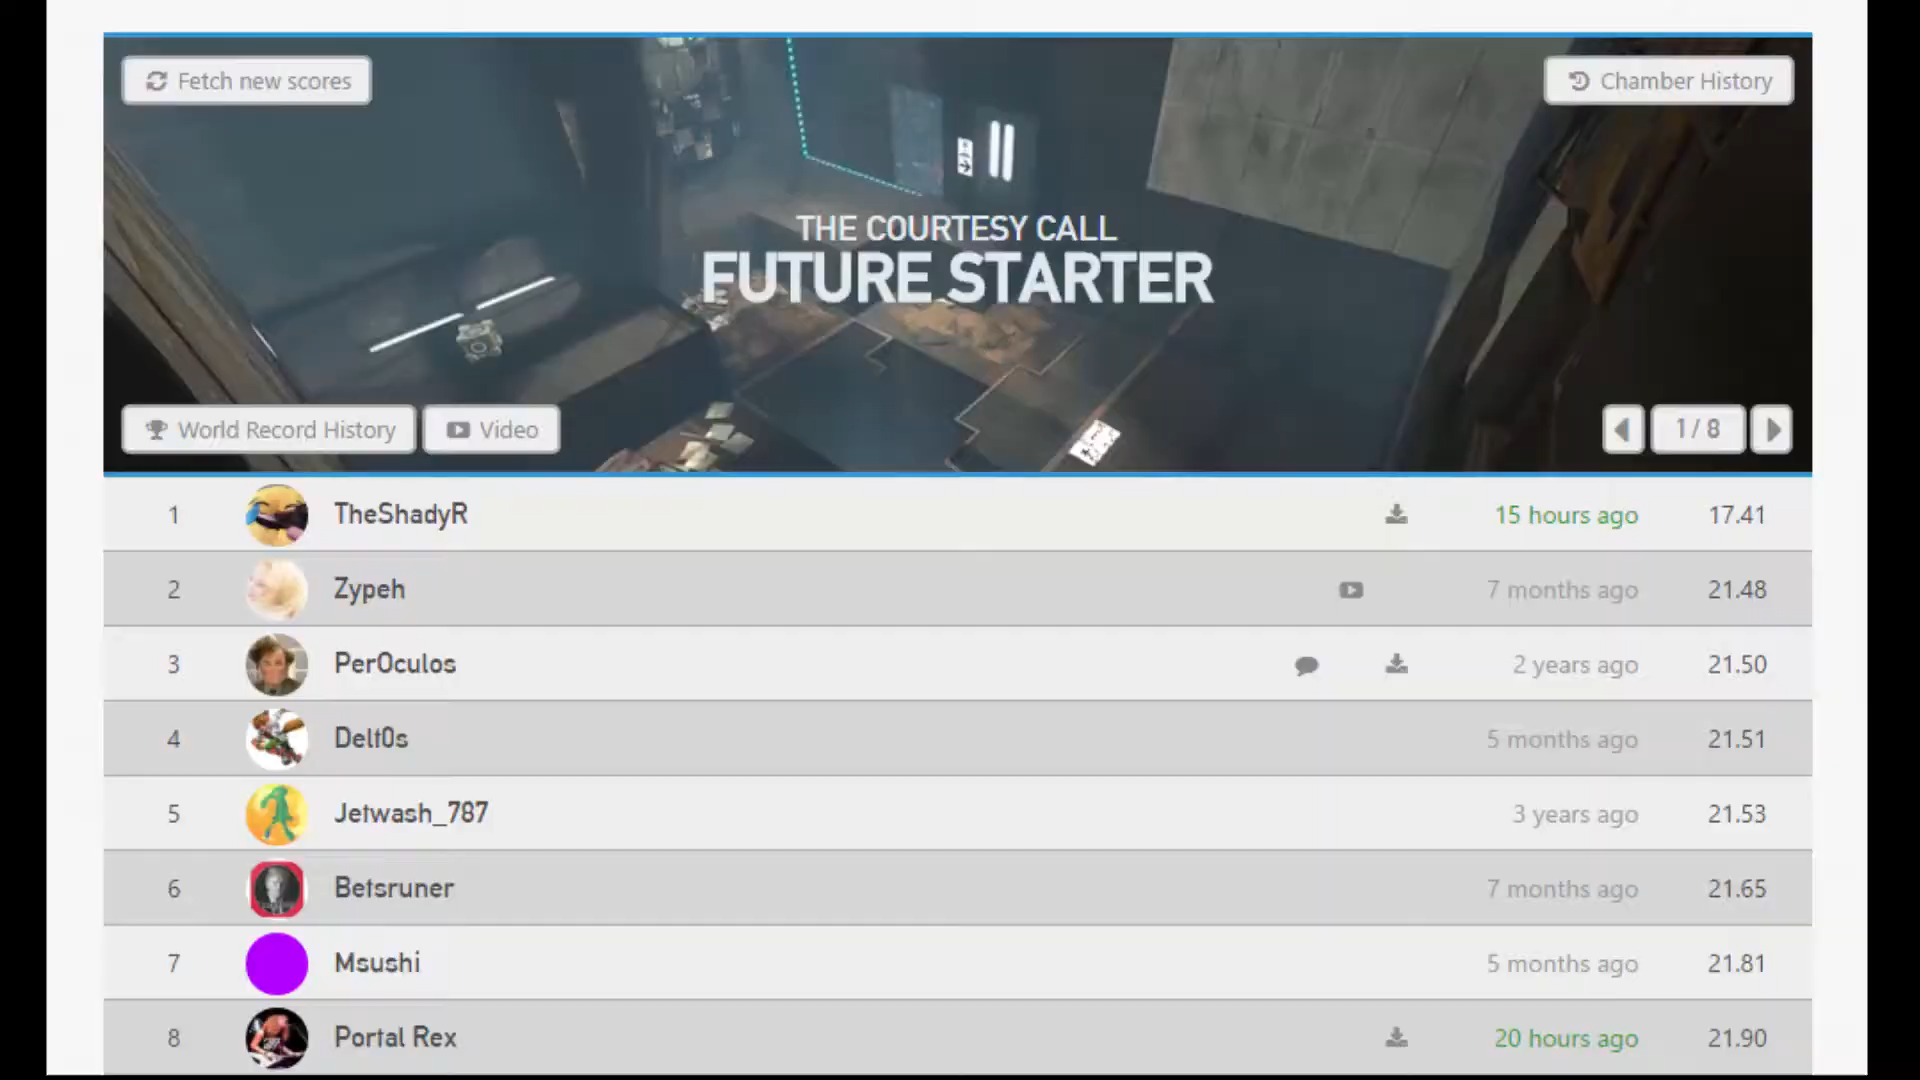 Fetch new scores
Chamber History
THE COURTESY CALL
FUTURE STARTER
World Record History
Video
1 / 8
1 TheShadyR 15 hours ago 17.41
2 Zypeh 7 months ago 21.48
3 PerOculos 2 years ago 21.50
4 Delt0s 5 months ago 21.51
5 Jetwash_787 3 years ago 21.53
6 Betsruner 7 months ago 21.65
7 Msushi 5 months ago 21.81
8 Portal Rex 20 hours ago 21.90